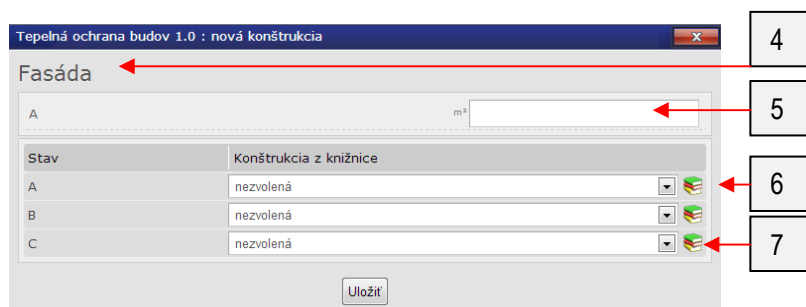 Tepelná ochrana budov 1.0 : nová konštrukcia
x
4
Fasáda
A m² 5
Stav Konštrukcia z knižnice
A nezvolená 6
B nezvolená
C nezvolená 7
Uložiť